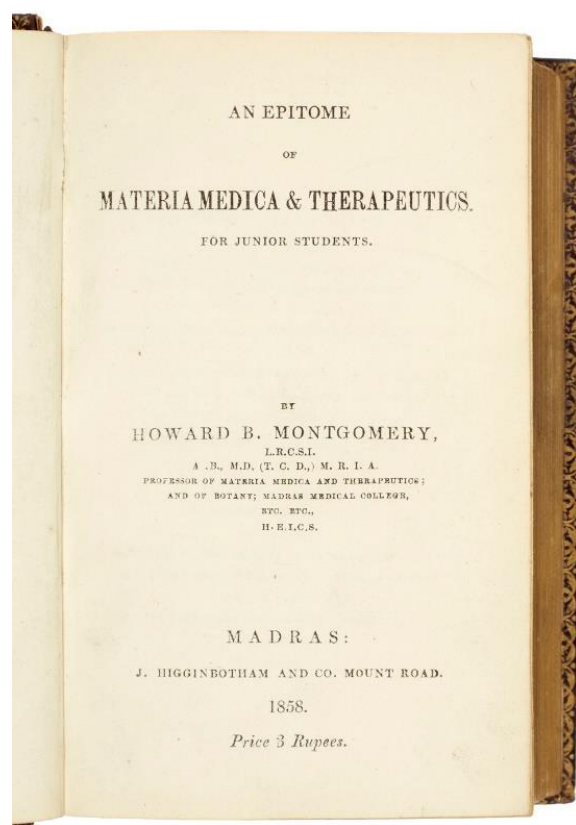 AN EPITOME
OF
MATERIA MEDICA & THERAPEUTICS.
FOR JUNIOR STUDENTS.
BY
HOWARD B. MONTGOMERY,
L.R.C.S.I.
A .B., M.D. (T. C. D.,) M. R. I. A.
PROFESSOR OF MATERIA MEDICA AND THERAPEUTICS;
AND OF BOTANY; MADRAS MEDICAL COLLEGE,
ETC. ETC.,
H. E.I.C.S.
MADRAS:
J. HIGGINBOTHAM AND CO. MOUNT ROAD.
1858.
Price 3 Rupees.